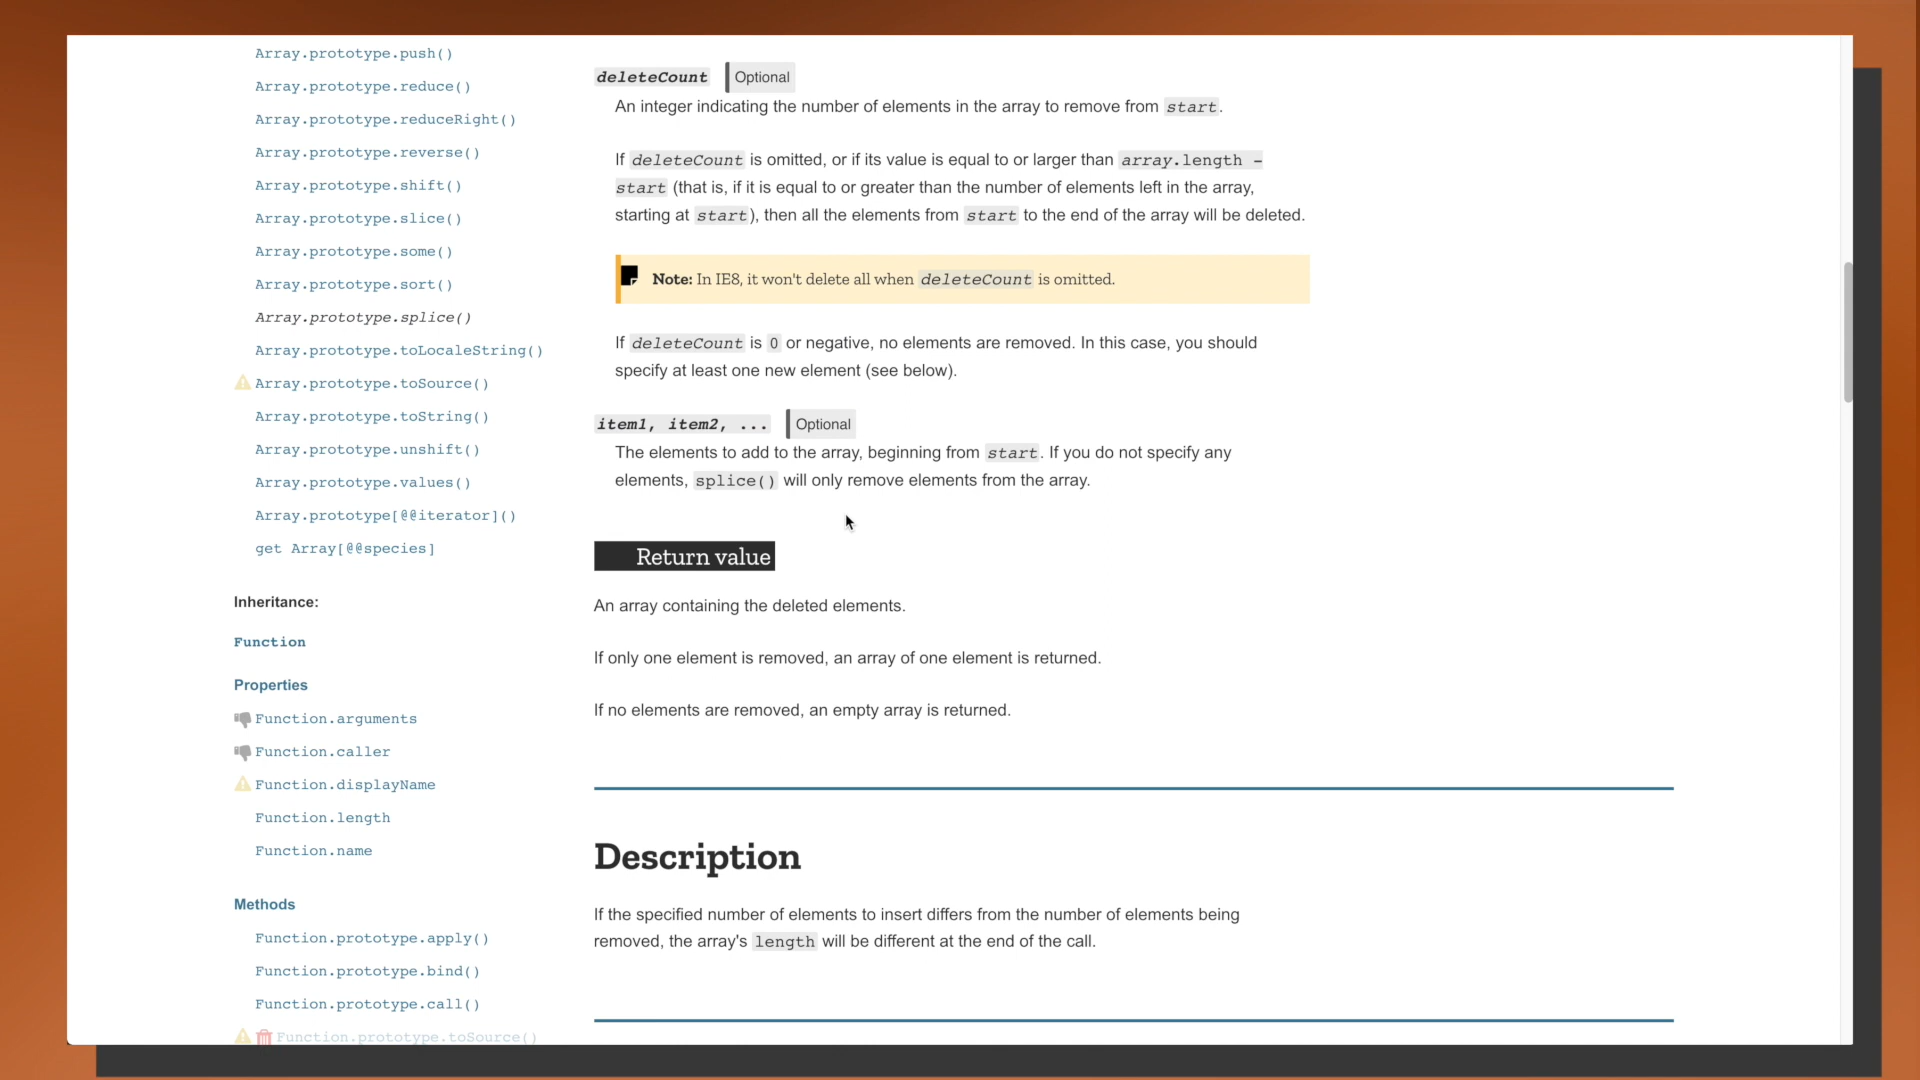 Array.prototype.push()
Array.prototype.reduce()
Array.prototype.reduceRight()
Array.prototype.reverse()
Array.prototype.shift()
Array.prototype.slice()
Array.prototype.some()
Array.prototype.sort()
Array.prototype.splice()
Array.prototype.toLocaleString()
Array.prototype.toSource()
Array.prototype.toString()
Array.prototype.unshift()
Array.prototype.values()
Array.prototype[@@iterator]()
get Array[@@species]
Inheritance:
Function
Properties
Function.arguments
Function.caller
Function.displayName
Function.length
Function.name
Methods
Function.prototype.apply()
Function.prototype.bind()
Function.prototype.call()
Function.prototype.toSource()
deleteCount Optional
An integer indicating the number of elements in the array to remove from start.
If deleteCount is omitted, or if its value is equal to or larger than array.length -
start (that is, if it is equal to or greater than the number of elements left in the array,
starting at start), then all the elements from start to the end of the array will be deleted.
Note: In IE8, it won't delete all when deleteCount is omitted.
If deleteCount is 0 or negative, no elements are removed. In this case, you should
specify at least one new element (see below).
item1, item2, ... Optional
The elements to add to the array, beginning from start. If you do not specify any
elements, splice() will only remove elements from the array.
Return value
An array containing the deleted elements.
If only one element is removed, an array of one element is returned.
If no elements are removed, an empty array is returned.
Description
If the specified number of elements to insert differs from the number of elements being
removed, the array's length will be different at the end of the call.